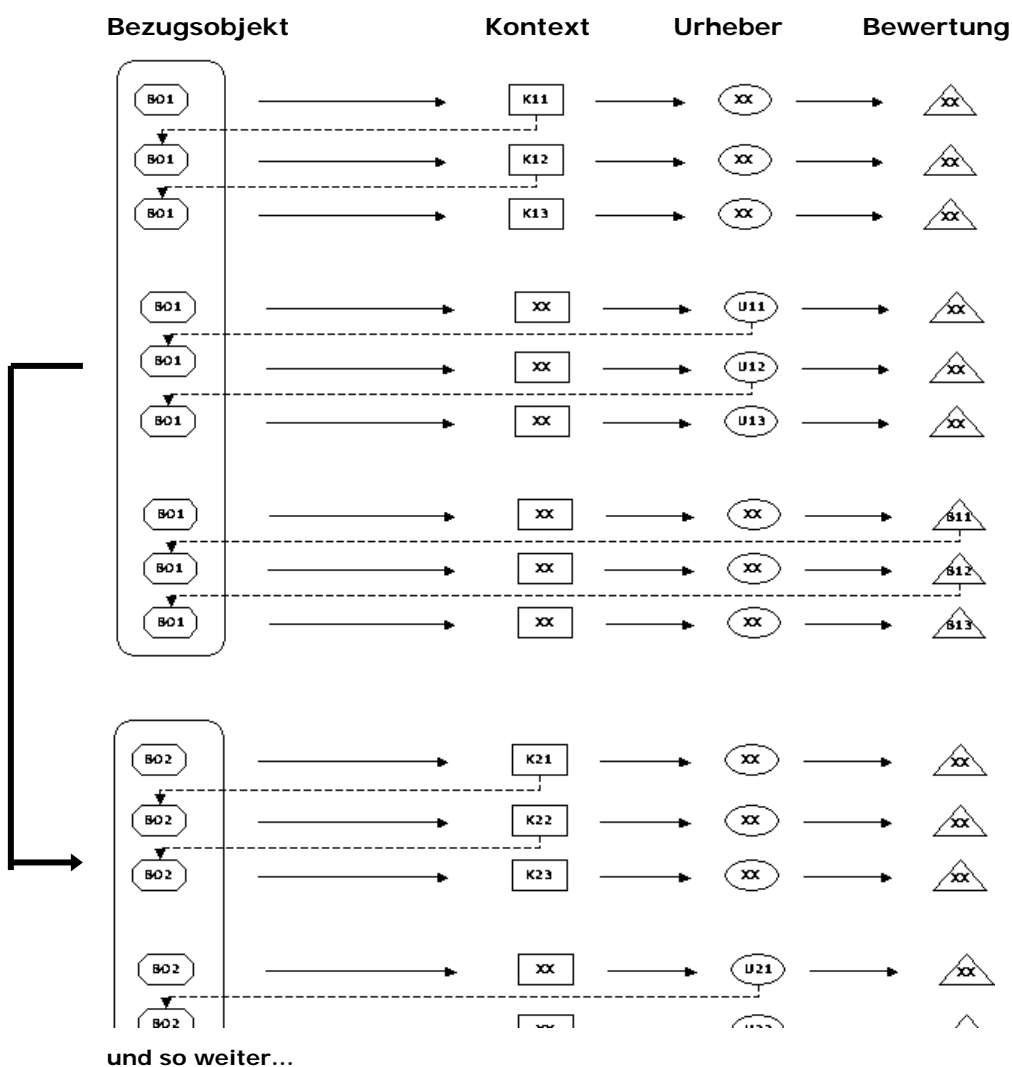 Bezugsobjekt Kontext Urheber Bewertung
BO1 K11 XX XX
BO1 K12 XX XX
BO1 K13 XX XX
BO1 XX U11 XX
BO1 XX U12 XX
BO1 XX U13 XX
BO1 XX XX B11
BO1 XX XX B12
BO1 XX XX B13
BO2 K21 XX XX
BO2 K22 XX XX
BO2 K23 XX XX
BO2 XX U21 XX
BO2
und so weiter...